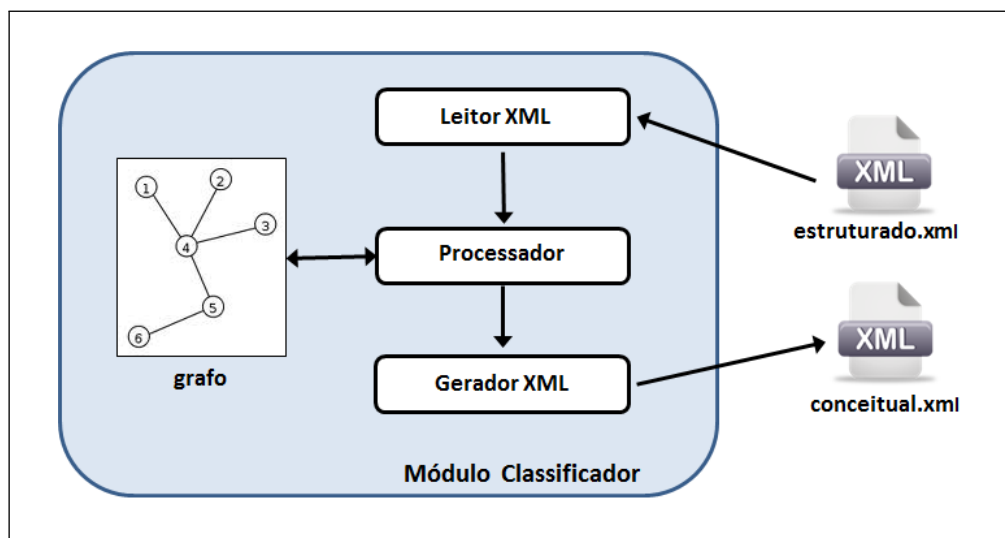 Leitor XML
XML
estruturado.xml
1
2
3
4
5
6
grafo
Processador
XML
conceitual.xml
Gerador XML
Módulo Classificador